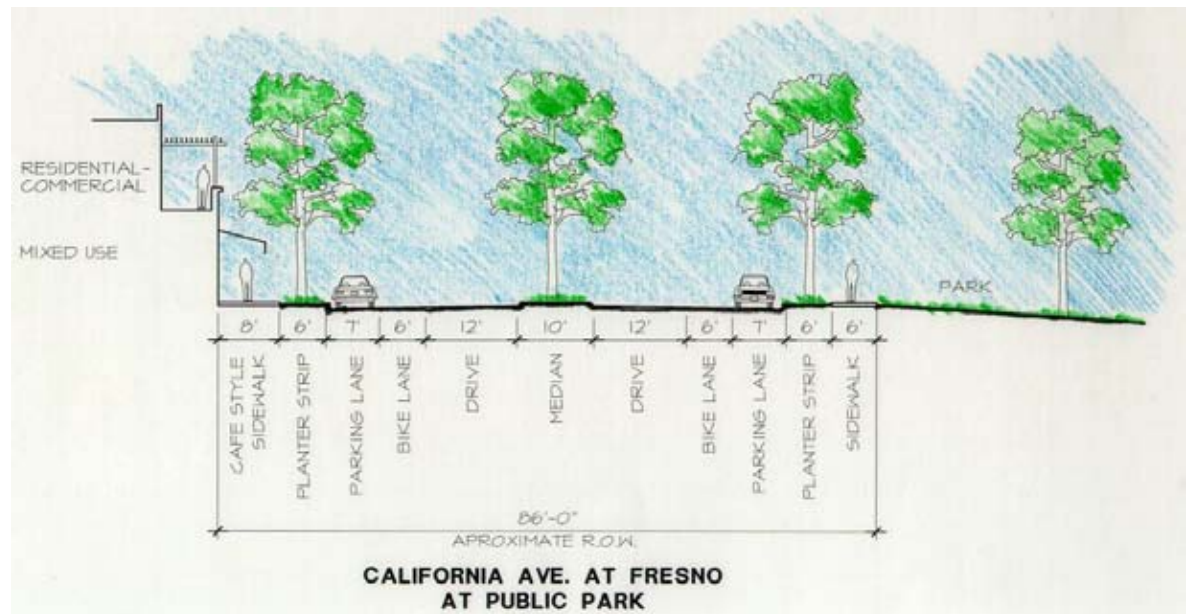 RESIDENTIAL-
COMMERCIAL
MIXED USE
PARK
8' 6' 7' 6' 12' 10' 12' 6' 7' 6' 6'
CAFE STYLE
SIDEWALK
PLANTER STRIP
PARKING LANE
BIKE LANE
DRIVE
MEDIAN
DRIVE
BIKE LANE
PARKING LANE
PLANTER STRIP
SIDEWALK
86'-0"
APROXIMATE R.O.W.
CALIFORNIA AVE. AT FRESNO
AT PUBLIC PARK